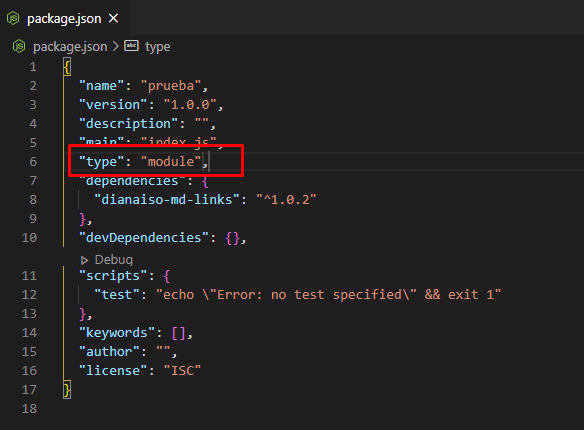 package.json
package.json > type
1 {
2 "name": "prueba",
3 "version": "1.0.0",
4 "description": "",
5 "main": "index.js",
6 "type": "module",
7 "dependencies": {
8 "dianaiso-md-links": "^1.0.2"
9 },
10 "devDependencies": {},
Debug
11 "scripts": {
12 "test": "echo \"Error: no test specified\" && exit 1"
13 },
14 "keywords": [],
15 "author": "",
16 "license": "ISC"
17 }
18